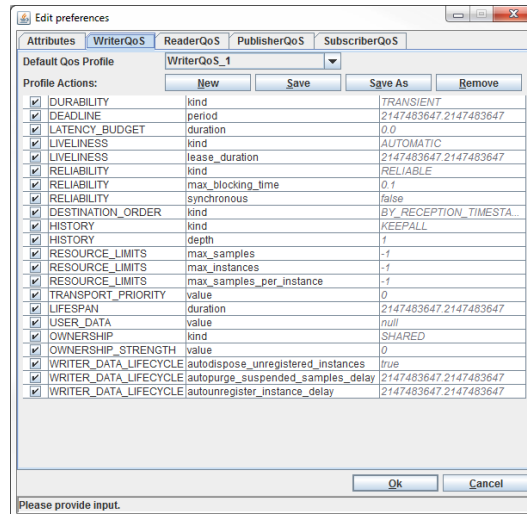 Edit preferences
Attributes WriterQoS ReaderQoS PublisherQoS SubscriberQoS
Default Qos Profile WriterQoS_1
Profile Actions: New Save Save As Remove
DURABILITY kind TRANSIENT
DEADLINE period 2147483647.2147483647
LATENCY_BUDGET duration 0.0
LIVELINESS kind AUTOMATIC
LIVELINESS lease_duration 2147483647.2147483647
RELIABILITY kind RELIABLE
RELIABILITY max_blocking_time 0.1
RELIABILITY synchronous false
DESTINATION_ORDER kind BY_RECEPTION_TIMESTA...
HISTORY kind KEEPALL
HISTORY depth 1
RESOURCE_LIMITS max_samples -1
RESOURCE_LIMITS max_instances -1
RESOURCE_LIMITS max_samples_per_instance -1
TRANSPORT_PRIORITY value 0
LIFESPAN duration 2147483647.2147483647
USER_DATA value null
OWNERSHIP kind SHARED
OWNERSHIP_STRENGTH value 0
WRITER_DATA_LIFECYCLE autodispose_unregistered_instances true
WRITER_DATA_LIFECYCLE autopurge_suspended_samples_delay 2147483647.2147483647
WRITER_DATA_LIFECYCLE autounregister_instance_delay 2147483647.2147483647
Ok Cancel
Please provide input.